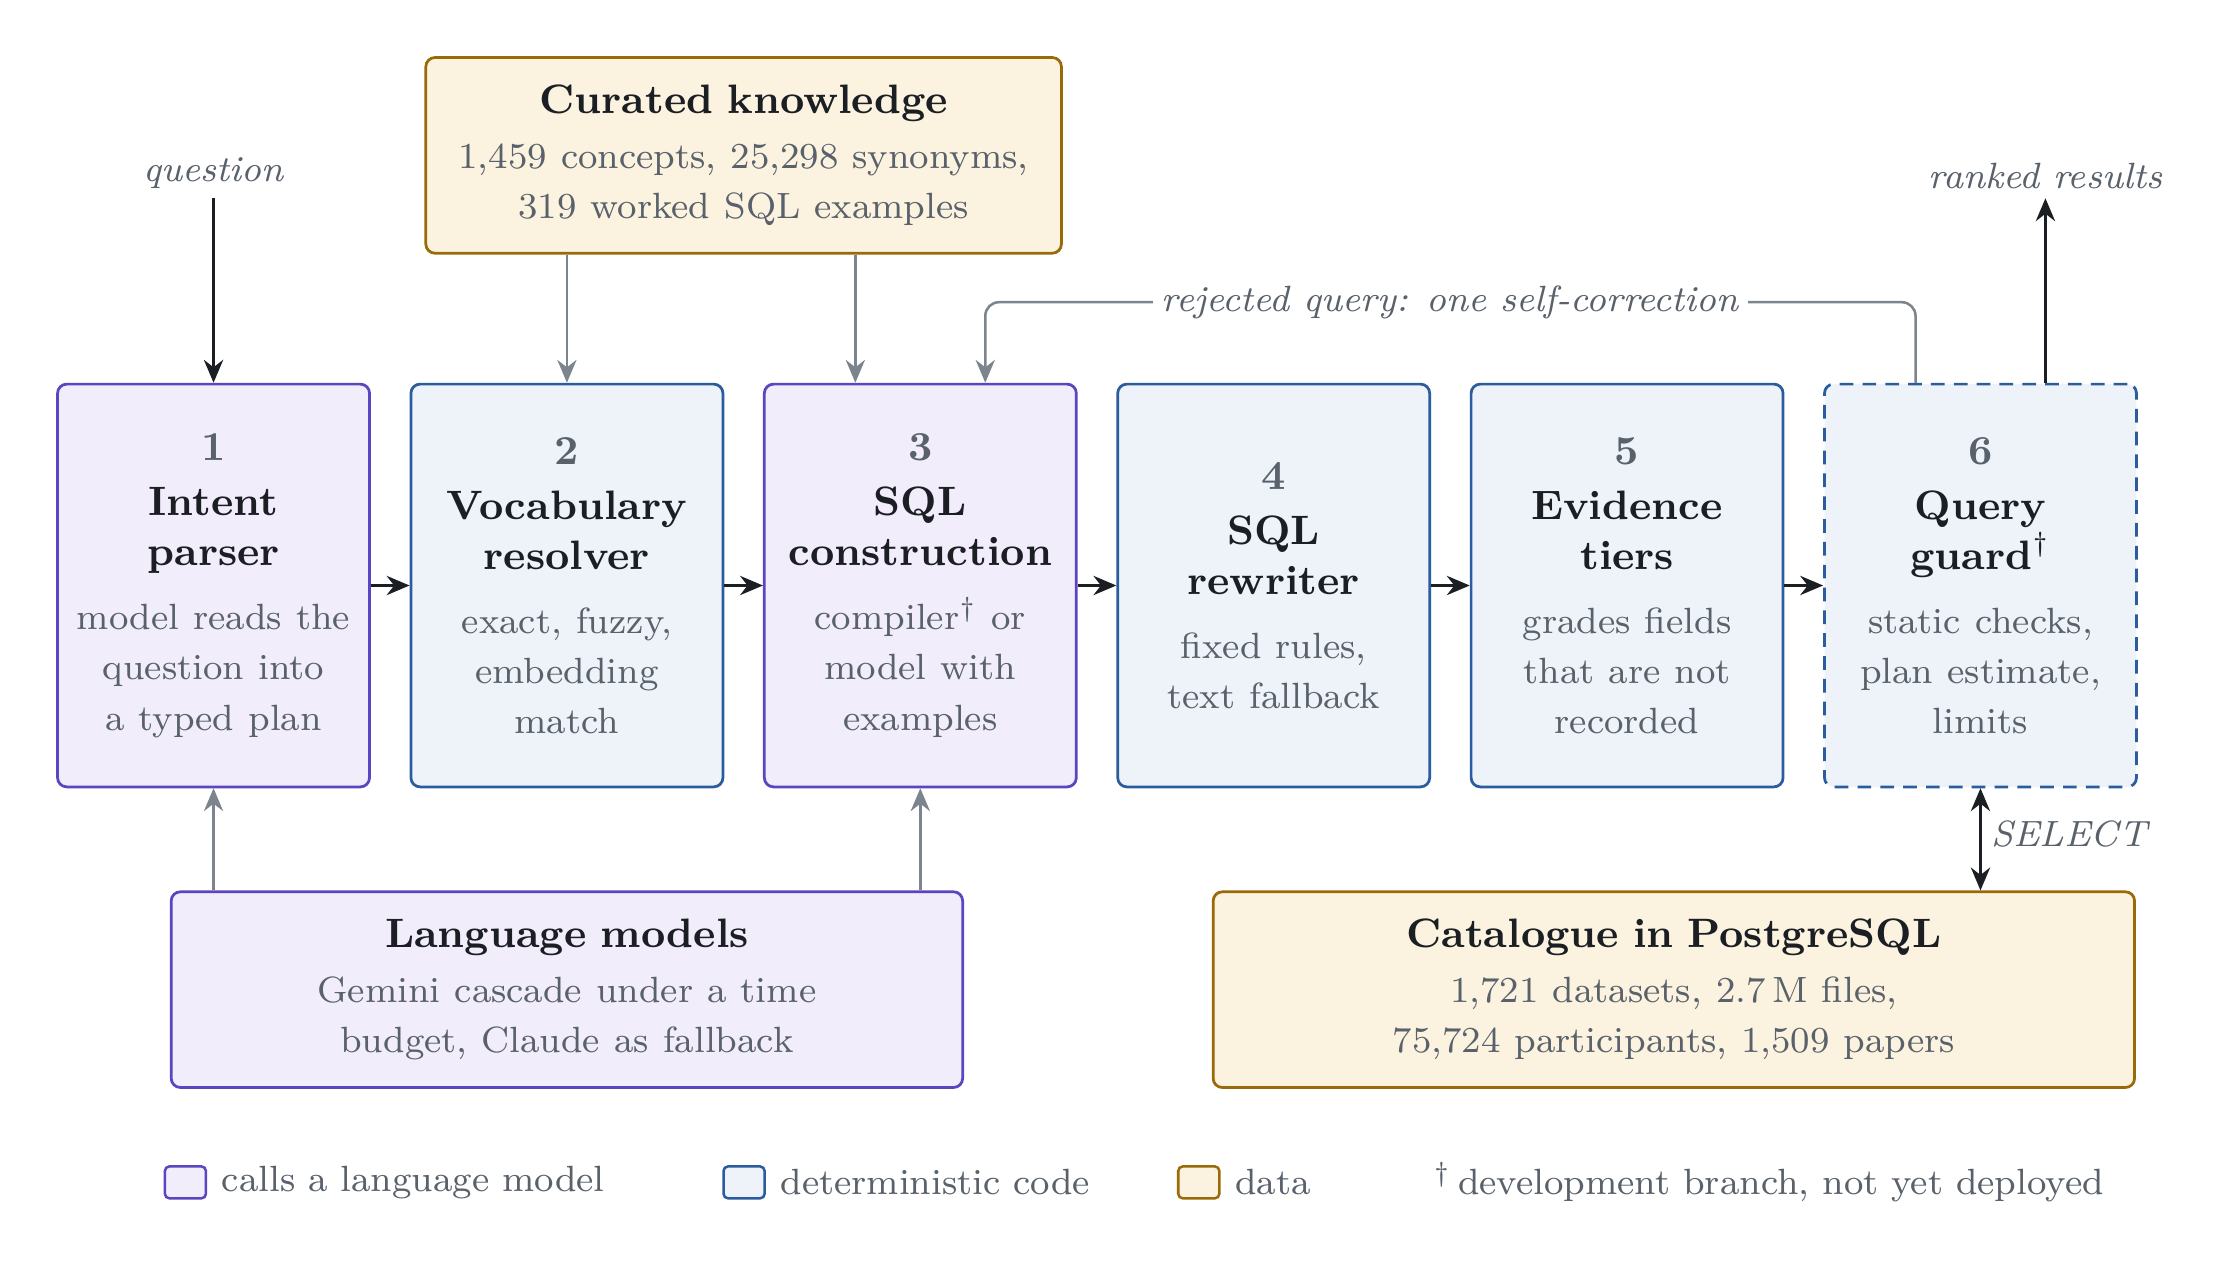 Curated knowledge
1,459 concepts, 25,298 synonyms,
319 worked SQL examples
question
ranked results
rejected query: one self-correction
1
Intent
parser
model reads the
question into
a typed plan
2
Vocabulary
resolver
exact, fuzzy,
embedding
match
3
SQL
construction
compiler† or
model with
examples
4
SQL
rewriter
fixed rules,
text fallback
5
Evidence
tiers
grades fields
that are not
recorded
6
Query
guard†
static checks,
plan estimate,
limits
SELECT
Language models
Gemini cascade under a time
budget, Claude as fallback
Catalogue in PostgreSQL
1,721 datasets, 2.7 M files,
75,724 participants, 1,509 papers
calls a language model
deterministic code
data
† development branch, not yet deployed